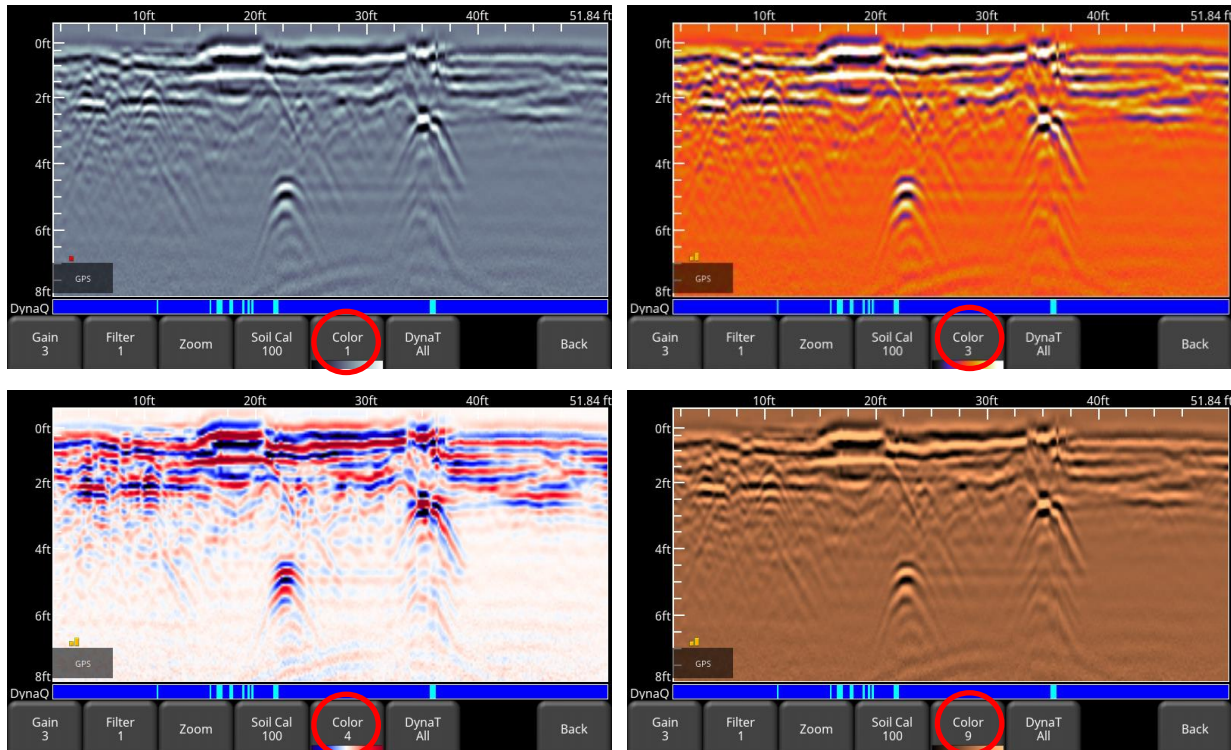 10ft 20ft 30ft 40ft 51.84 ft
0ft
2ft
4ft
6ft
GPS
8ft
DynaQ
Gain 3 Filter 1 Zoom Soil Cal 100 Color 1 DynaT All Back
10ft 20ft 30ft 40ft 51.84 ft
0ft
2ft
4ft
6ft
GPS
8ft
DynaQ
Gain 3 Filter 1 Zoom Soil Cal 100 Color 3 DynaT All Back
10ft 20ft 30ft 40ft 51.84 ft
0ft
2ft
4ft
6ft
GPS
8ft
DynaQ
Gain 3 Filter 1 Zoom Soil Cal 100 Color 4 DynaT All Back
10ft 20ft 30ft 40ft 51.84 ft
0ft
2ft
4ft
6ft
GPS
8ft
DynaQ
Gain 3 Filter 1 Zoom Soil Cal 100 Color 9 DynaT All Back